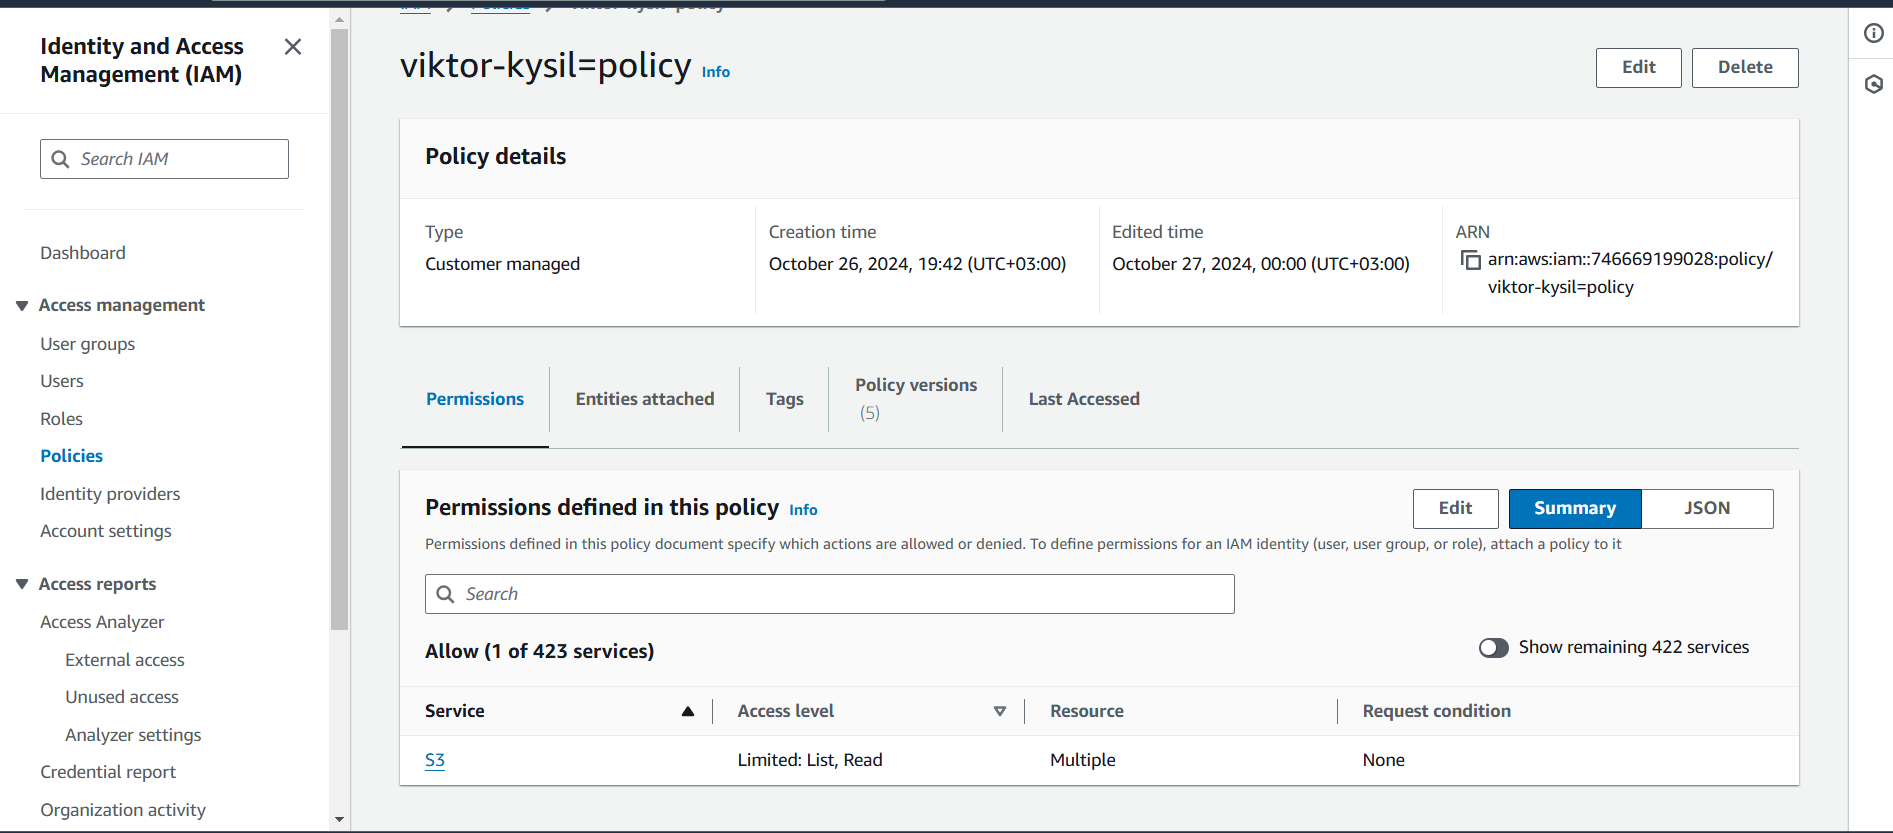 Identity and Access
Management (IAM)
Search IAM
Dashboard
Access management
User groups
Users
Roles
Policies
Identity providers
Account settings
Access reports
Access Analyzer
External access
Unused access
Analyzer settings
Credential report
Organization activity
viktor-kysil=policy Info
Edit
Delete
Policy details
Type
Customer managed
Creation time
October 26, 2024, 19:42 (UTC+03:00)
Edited time
October 27, 2024, 00:00 (UTC+03:00)
ARN
arn:aws:iam::746669199028:policy/
viktor-kysil=policy
Permissions
Entities attached
Tags
Policy versions
(5)
Last Accessed
Permissions defined in this policy Info
Edit
Summary
JSON
Permissions defined in this policy document specify which actions are allowed or denied. To define permissions for an IAM identity (user, user group, or role), attach a policy to it
Search
Allow (1 of 423 services)
Show remaining 422 services
Service Access level Resource Request condition
S3 Limited: List, Read Multiple None